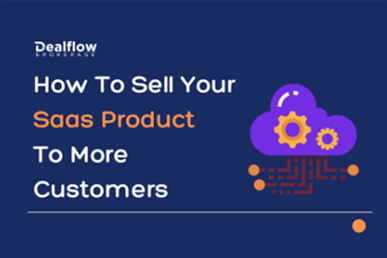 Dealflow
BROKERAGE
How To Sell Your
Saas Product
To More
Customers